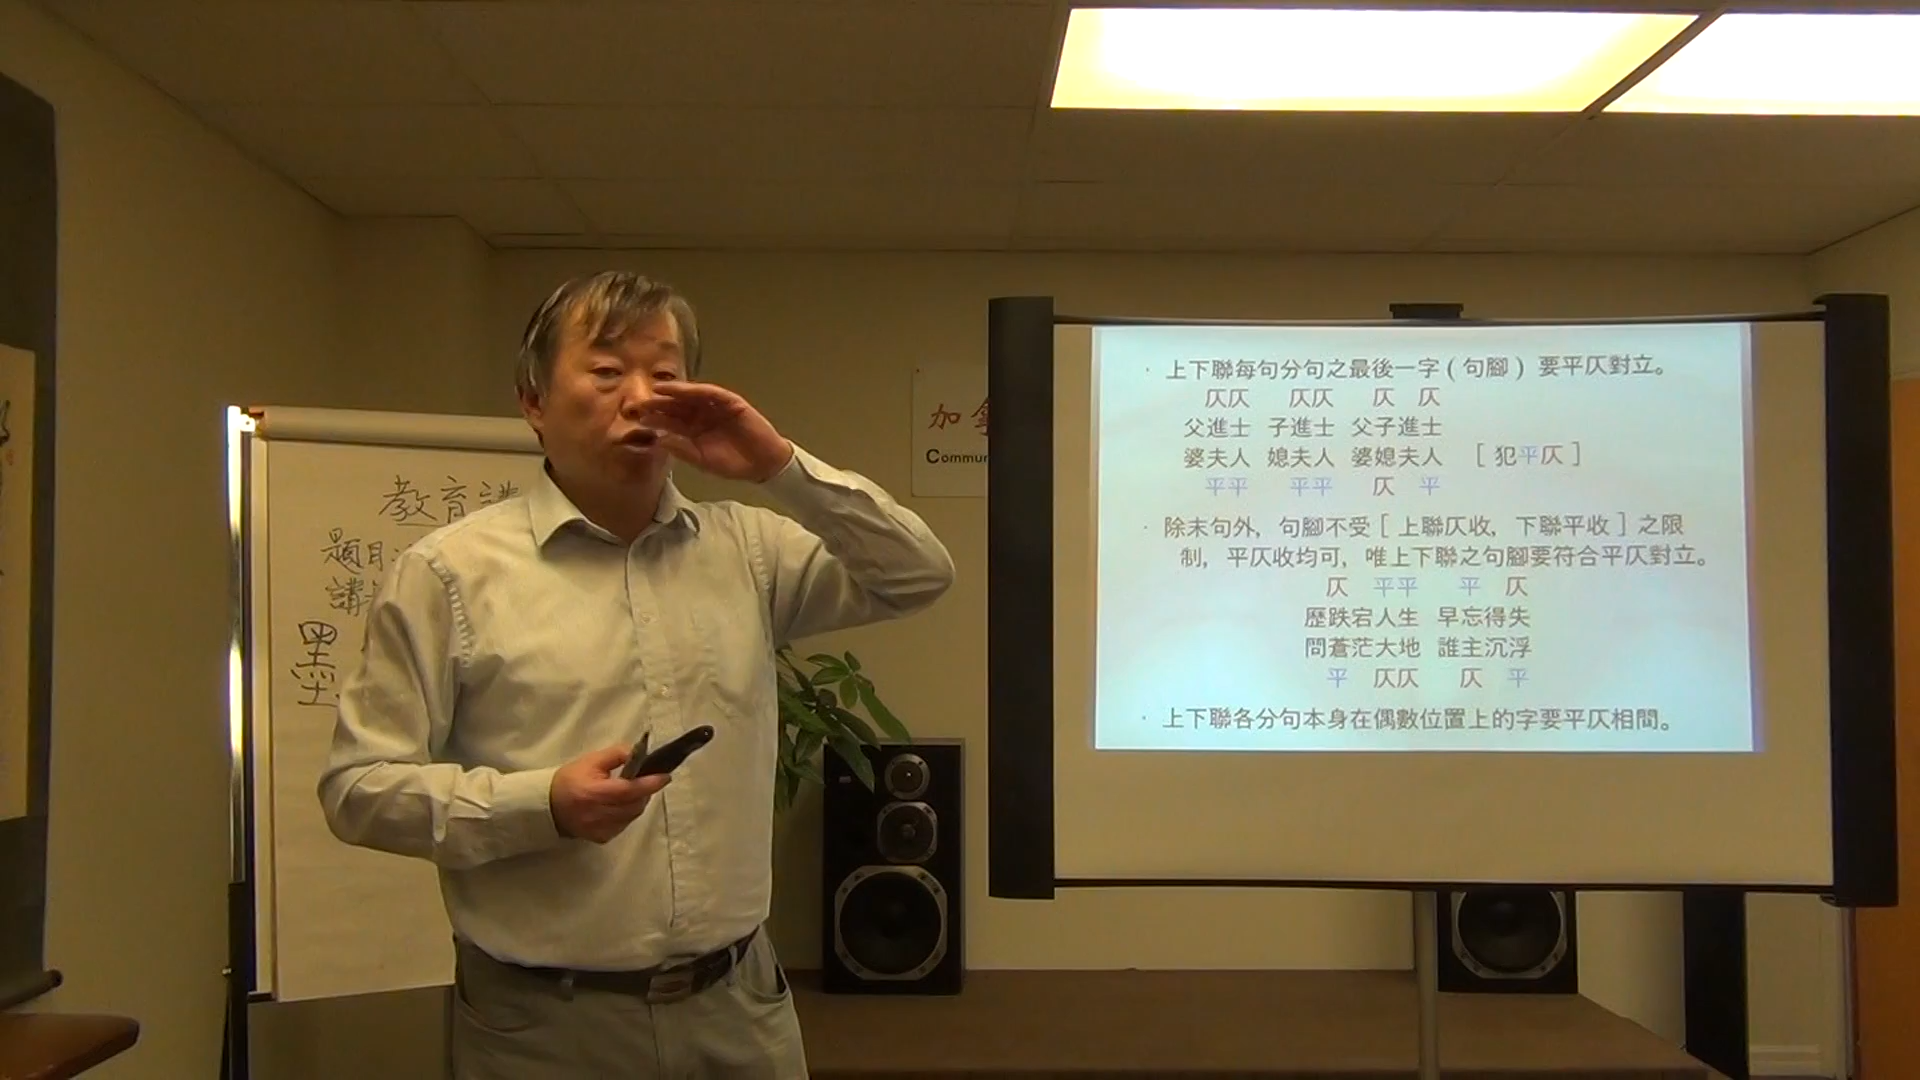 教育講
題目
講
墨
加拿
Commun
· 上下聯每句分句之最後一字(句腳) 要平仄對立。
仄仄 仄仄 仄 仄
父進士 子進士 父子進士
婆夫人 媳夫人 婆媳夫人 [犯平仄]
平平 平平 仄 平
· 除末句外, 句腳不受[上聯仄收, 下聯平收]之限
制, 平仄收均可, 唯上下聯之句腳要符合平仄對立。
仄 平平 平 仄
歷跌宕人生 早忘得失
問蒼茫大地 誰主沉浮
平 仄仄 仄 平
· 上下聯各分句本身在偶數位置上的字要平仄相間。